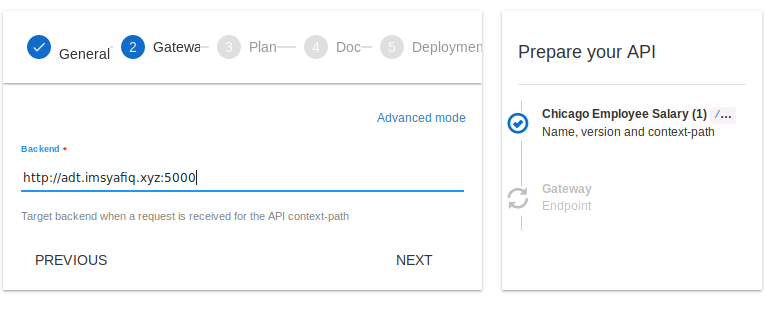 General
2 Gatewa
3 Plan
4 Doc
5 Deploymen
Advanced mode
Backend *
http://adt.imsyafiq.xyz:5000
Target backend when a request is received for the API context-path
PREVIOUS
NEXT
Prepare your API
Chicago Employee Salary (1) /...
Name, version and context-path
Gateway
Endpoint